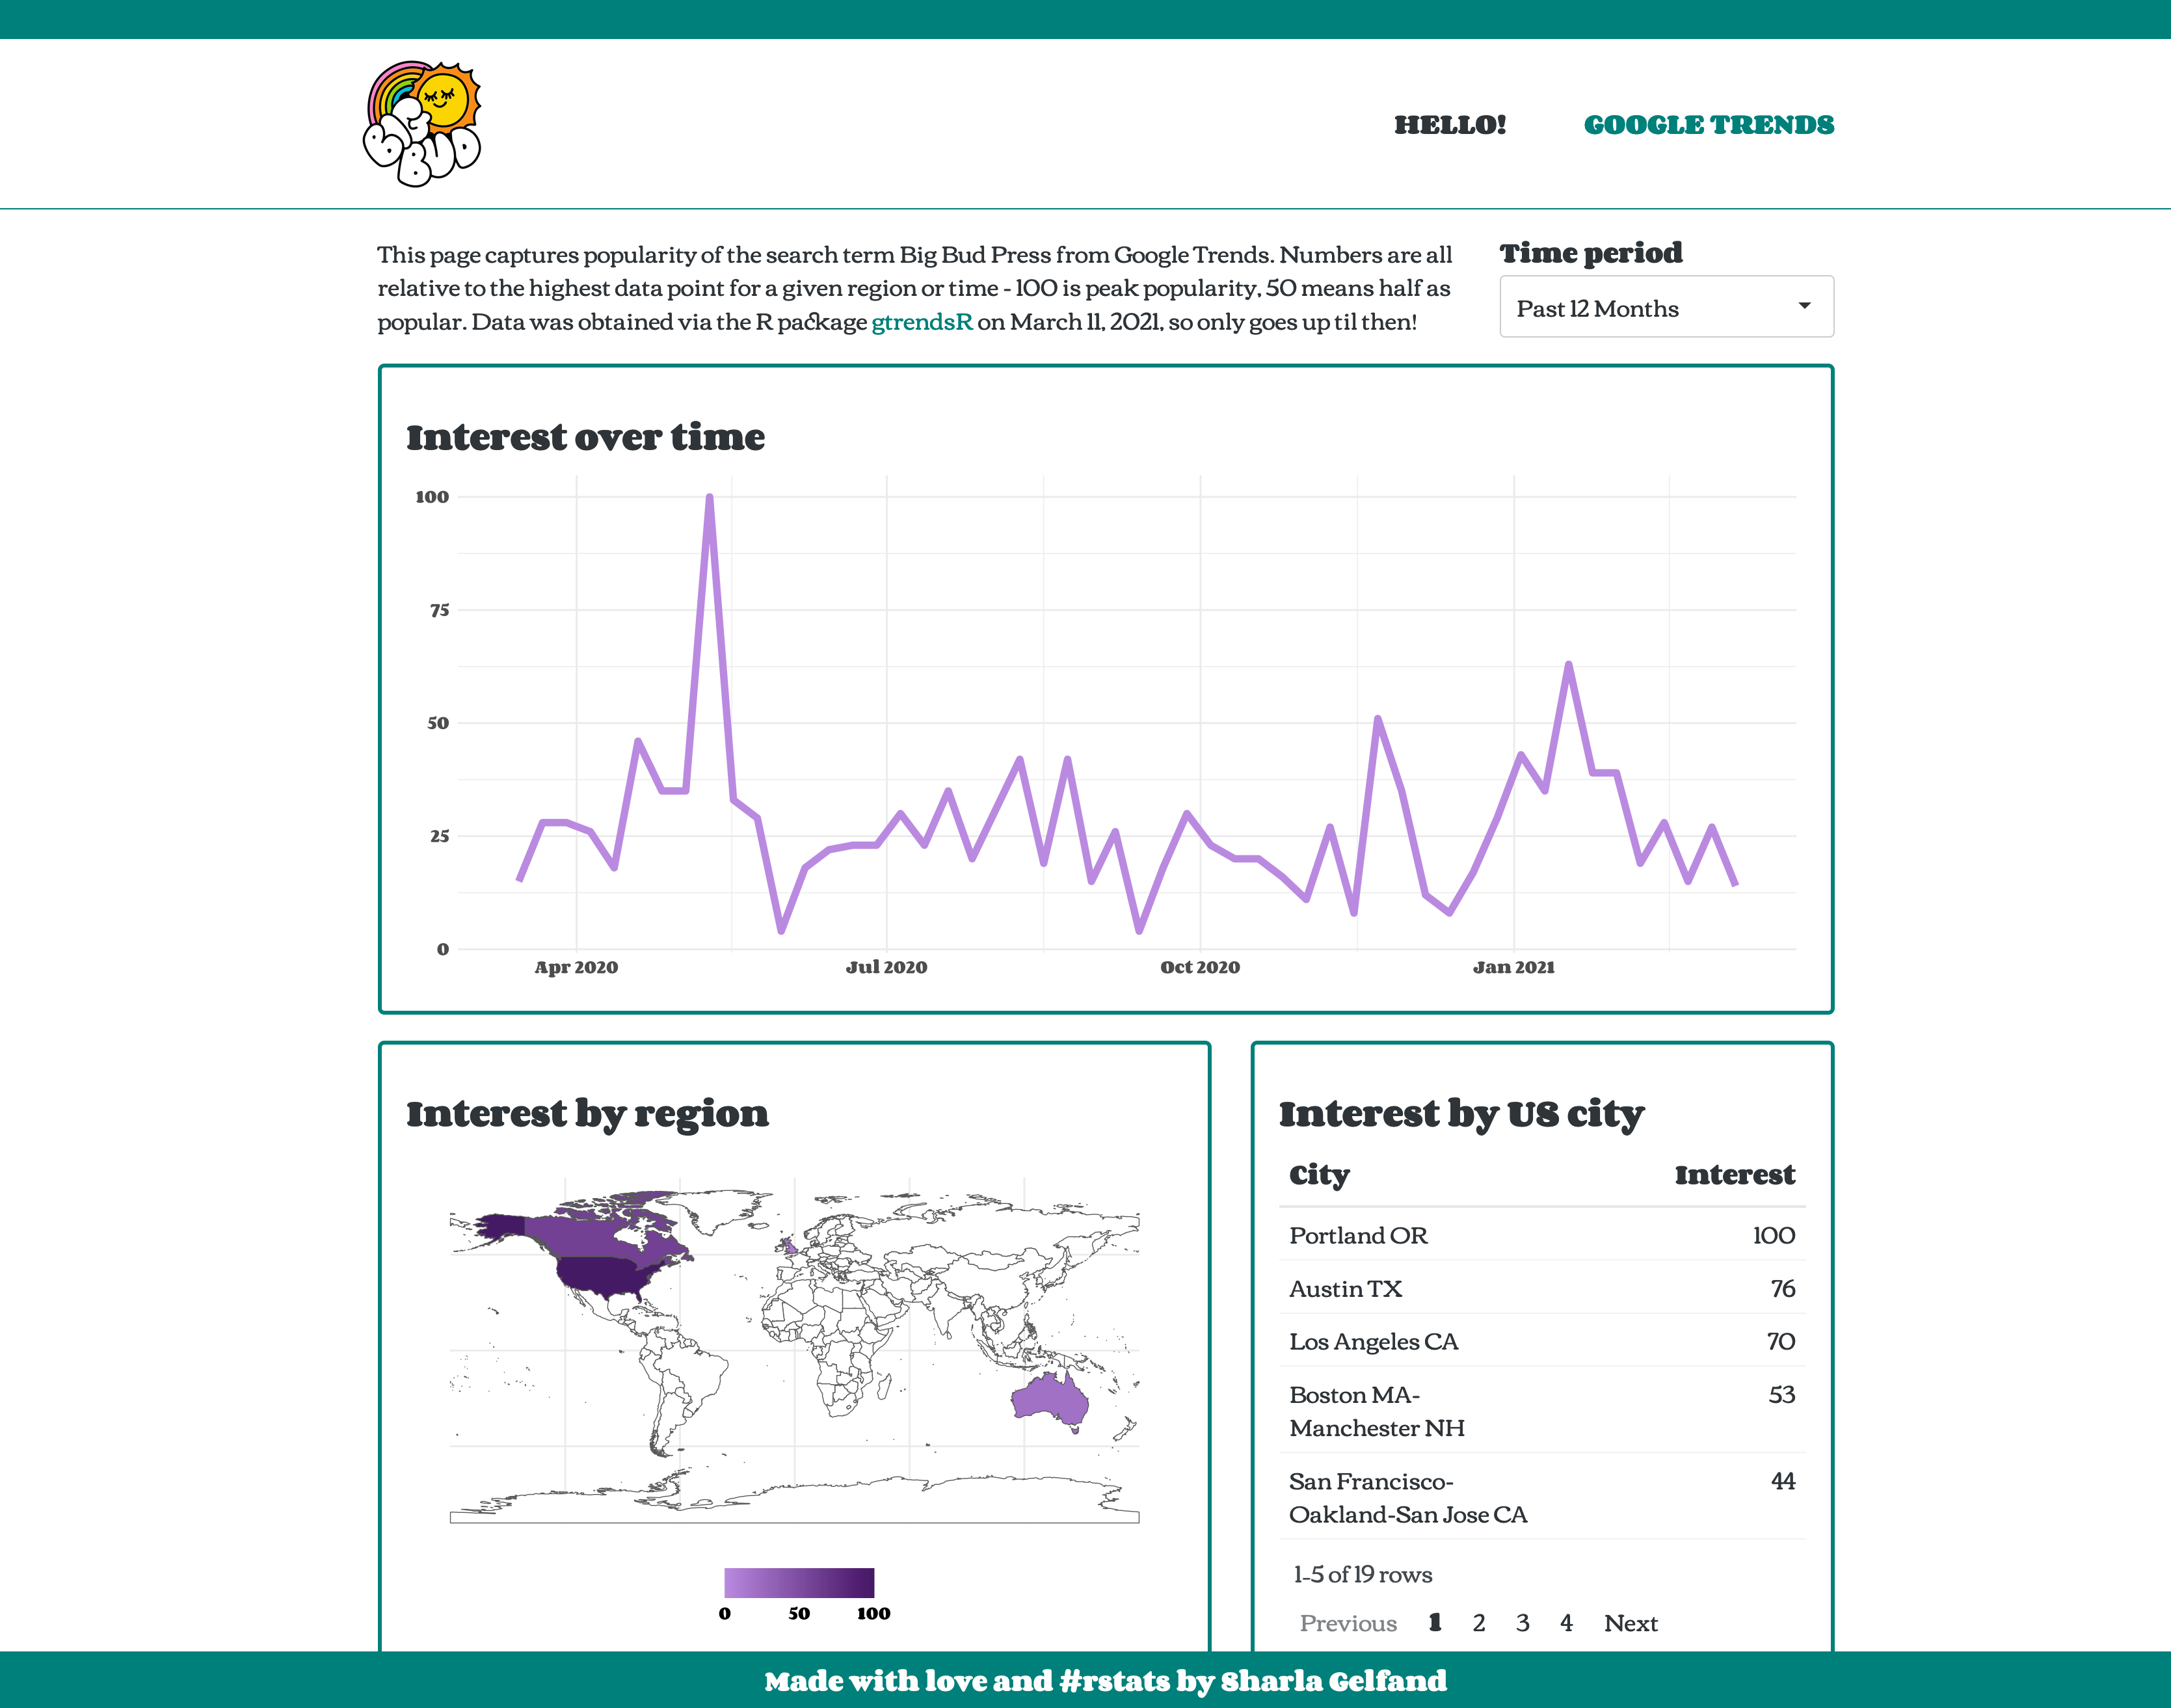 BIG BUD
HELLO!
GOOGLE TRENDS
This page captures popularity of the search term Big Bud Press from Google Trends. Numbers are all
relative to the highest data point for a given region or time - 100 is peak popularity, 50 means half as
popular. Data was obtained via the R package gtrendsR on March 11, 2021, so only goes up til then!
Time period
Past 12 Months
Interest over time
100
75
50
25
0
Apr 2020
Jul 2020
Oct 2020
Jan 2021
Interest by region
0
50
100
Interest by US city
City Interest
Portland OR 100
Austin TX 76
Los Angeles CA 70
Boston MA- 53
Manchester NH
San Francisco- 44
Oakland-San Jose CA
1-5 of 19 rows
Previous 1 2 3 4 Next
Made with love and #rstats by Sharla Gelfand